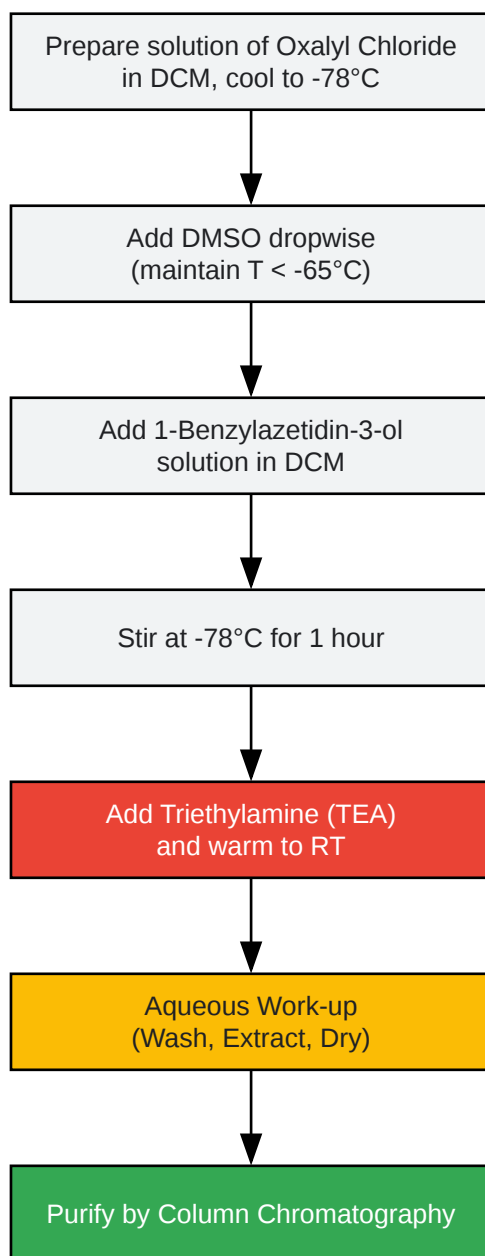 Prepare solution of Oxalyl Chloride
in DCM, cool to -78°C
Add DMSO dropwise
(maintain T < -65°C)
Add 1-Benzylazetidin-3-ol
solution in DCM
Stir at -78°C for 1 hour
Add Triethylamine (TEA)
and warm to RT
Aqueous Work-up
(Wash, Extract, Dry)
Purify by Column Chromatography